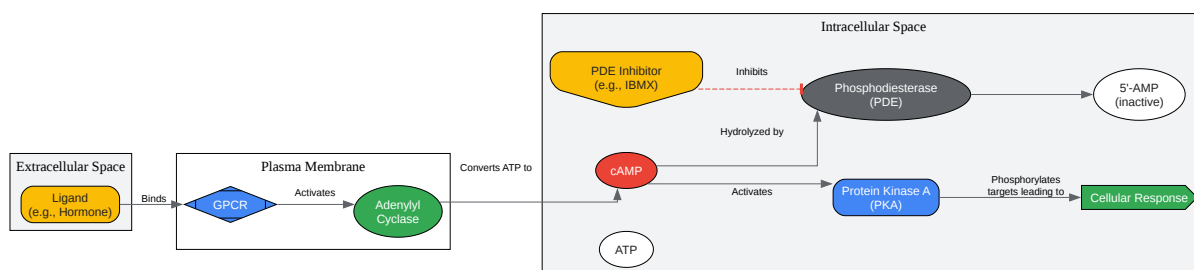 Extracellular Space
Ligand
(e.g., Hormone)
Binds
Plasma Membrane
GPCR
Activates
Adenylyl
Cyclase
Converts ATP to
Intracellular Space
PDE Inhibitor
(e.g., IBMX)
Inhibits
Phosphodiesterase
(PDE)
5'-AMP
(inactive)
Hydrolyzed by
cAMP
Activates
Protein Kinase A
(PKA)
Phosphorylates
targets leading to
Cellular Response
ATP